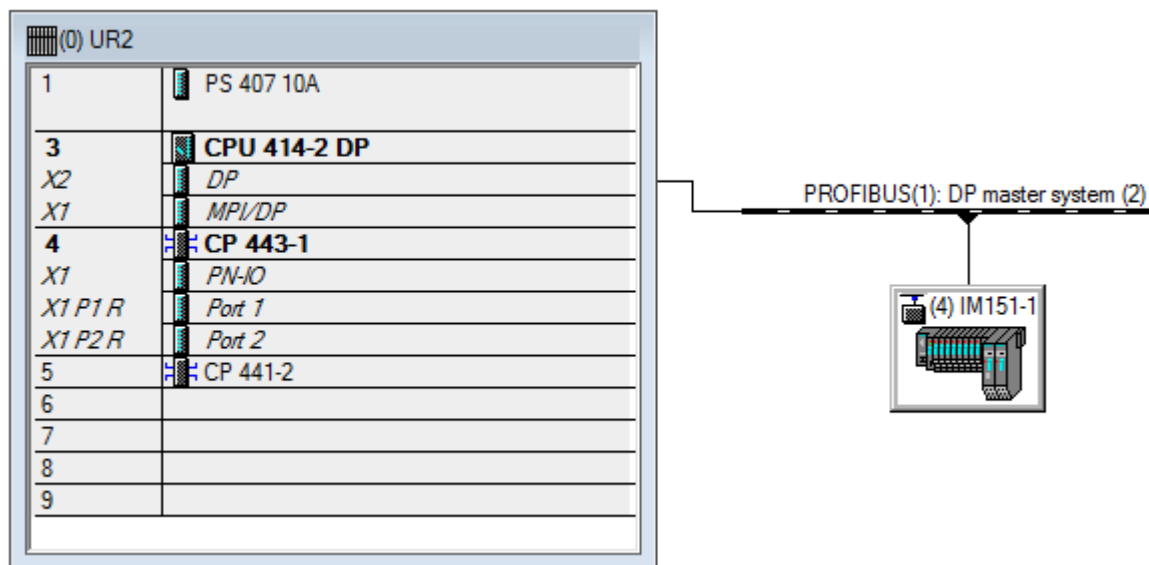 (0) UR2
1 PS 407 10A
3 CPU 414-2 DP
X2 DP
X1 MPI/DP
4 CP 443-1
X1 PN-IO
X1 P1 R Port 1
X1 P2 R Port 2
5 CP 441-2
6
7
8
9
PROFIBUS(1): DP master system (2)
(4) IM151-1